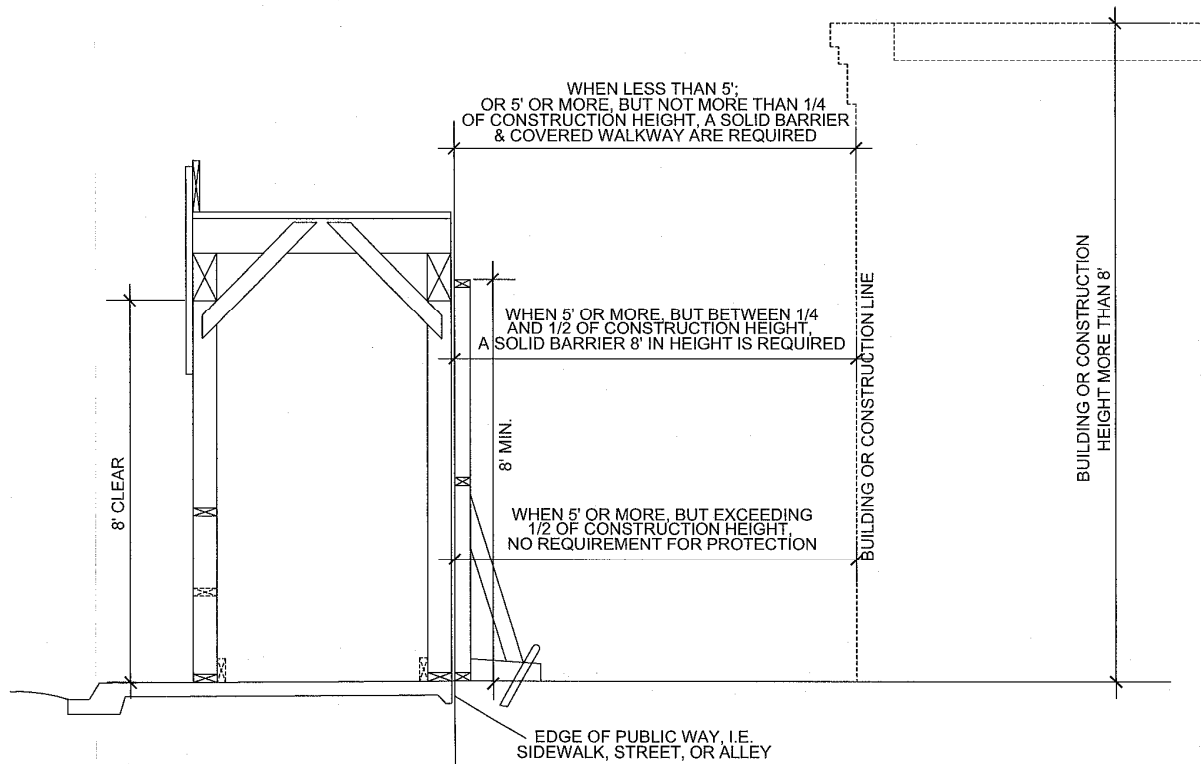 WHEN LESS THAN 5';
OR 5' OR MORE, BUT NOT MORE THAN 1/4
OF CONSTRUCTION HEIGHT, A SOLID BARRIER
& COVERED WALKWAY ARE REQUIRED
WHEN 5' OR MORE, BUT BETWEEN 1/4
AND 1/2 OF CONSTRUCTION HEIGHT,
A SOLID BARRIER 8' IN HEIGHT IS REQUIRED
WHEN 5' OR MORE, BUT EXCEEDING
1/2 OF CONSTRUCTION HEIGHT,
NO REQUIREMENT FOR PROTECTION
8' CLEAR
8' MIN.
BUILDING OR CONSTRUCTION LINE
BUILDING OR CONSTRUCTION
HEIGHT MORE THAN 8'
EDGE OF PUBLIC WAY, I.E.
SIDEWALK, STREET, OR ALLEY